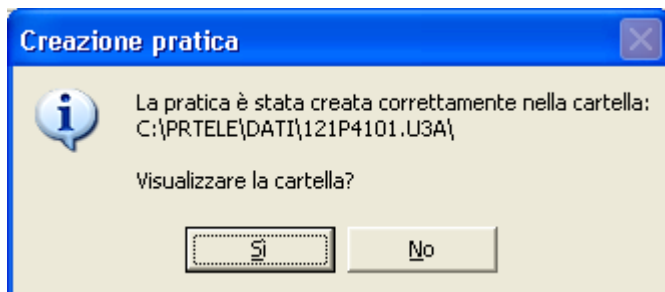 Creazione pratica
La pratica è stata creata correttamente nella cartella:
C:\PRTELE\DATI\121P4101.U3A\
Visualizzare la cartella?
Sì
No